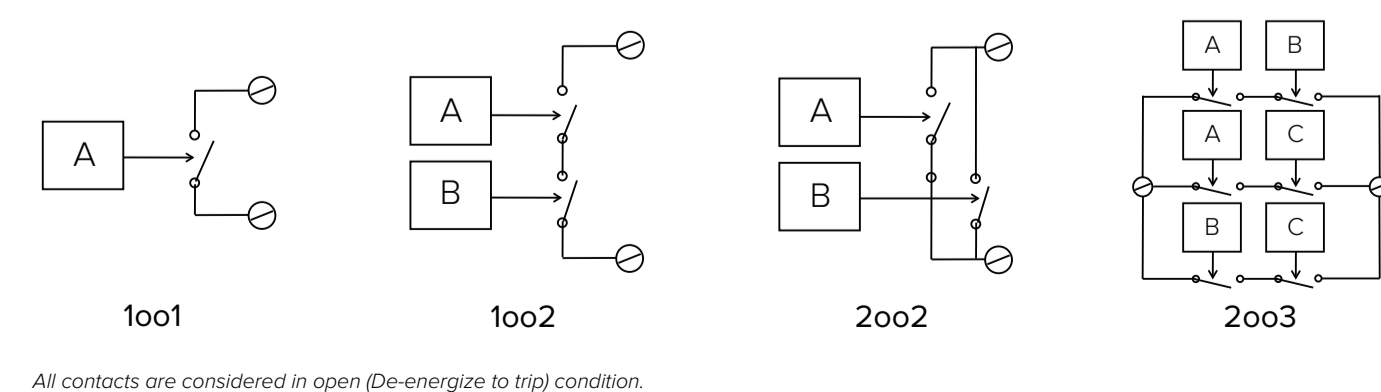 A
1oo1
A
B
1oo2
A
B
2oo2
A B
A C
B C
2oo3
All contacts are considered in open (De-energize to trip) condition.